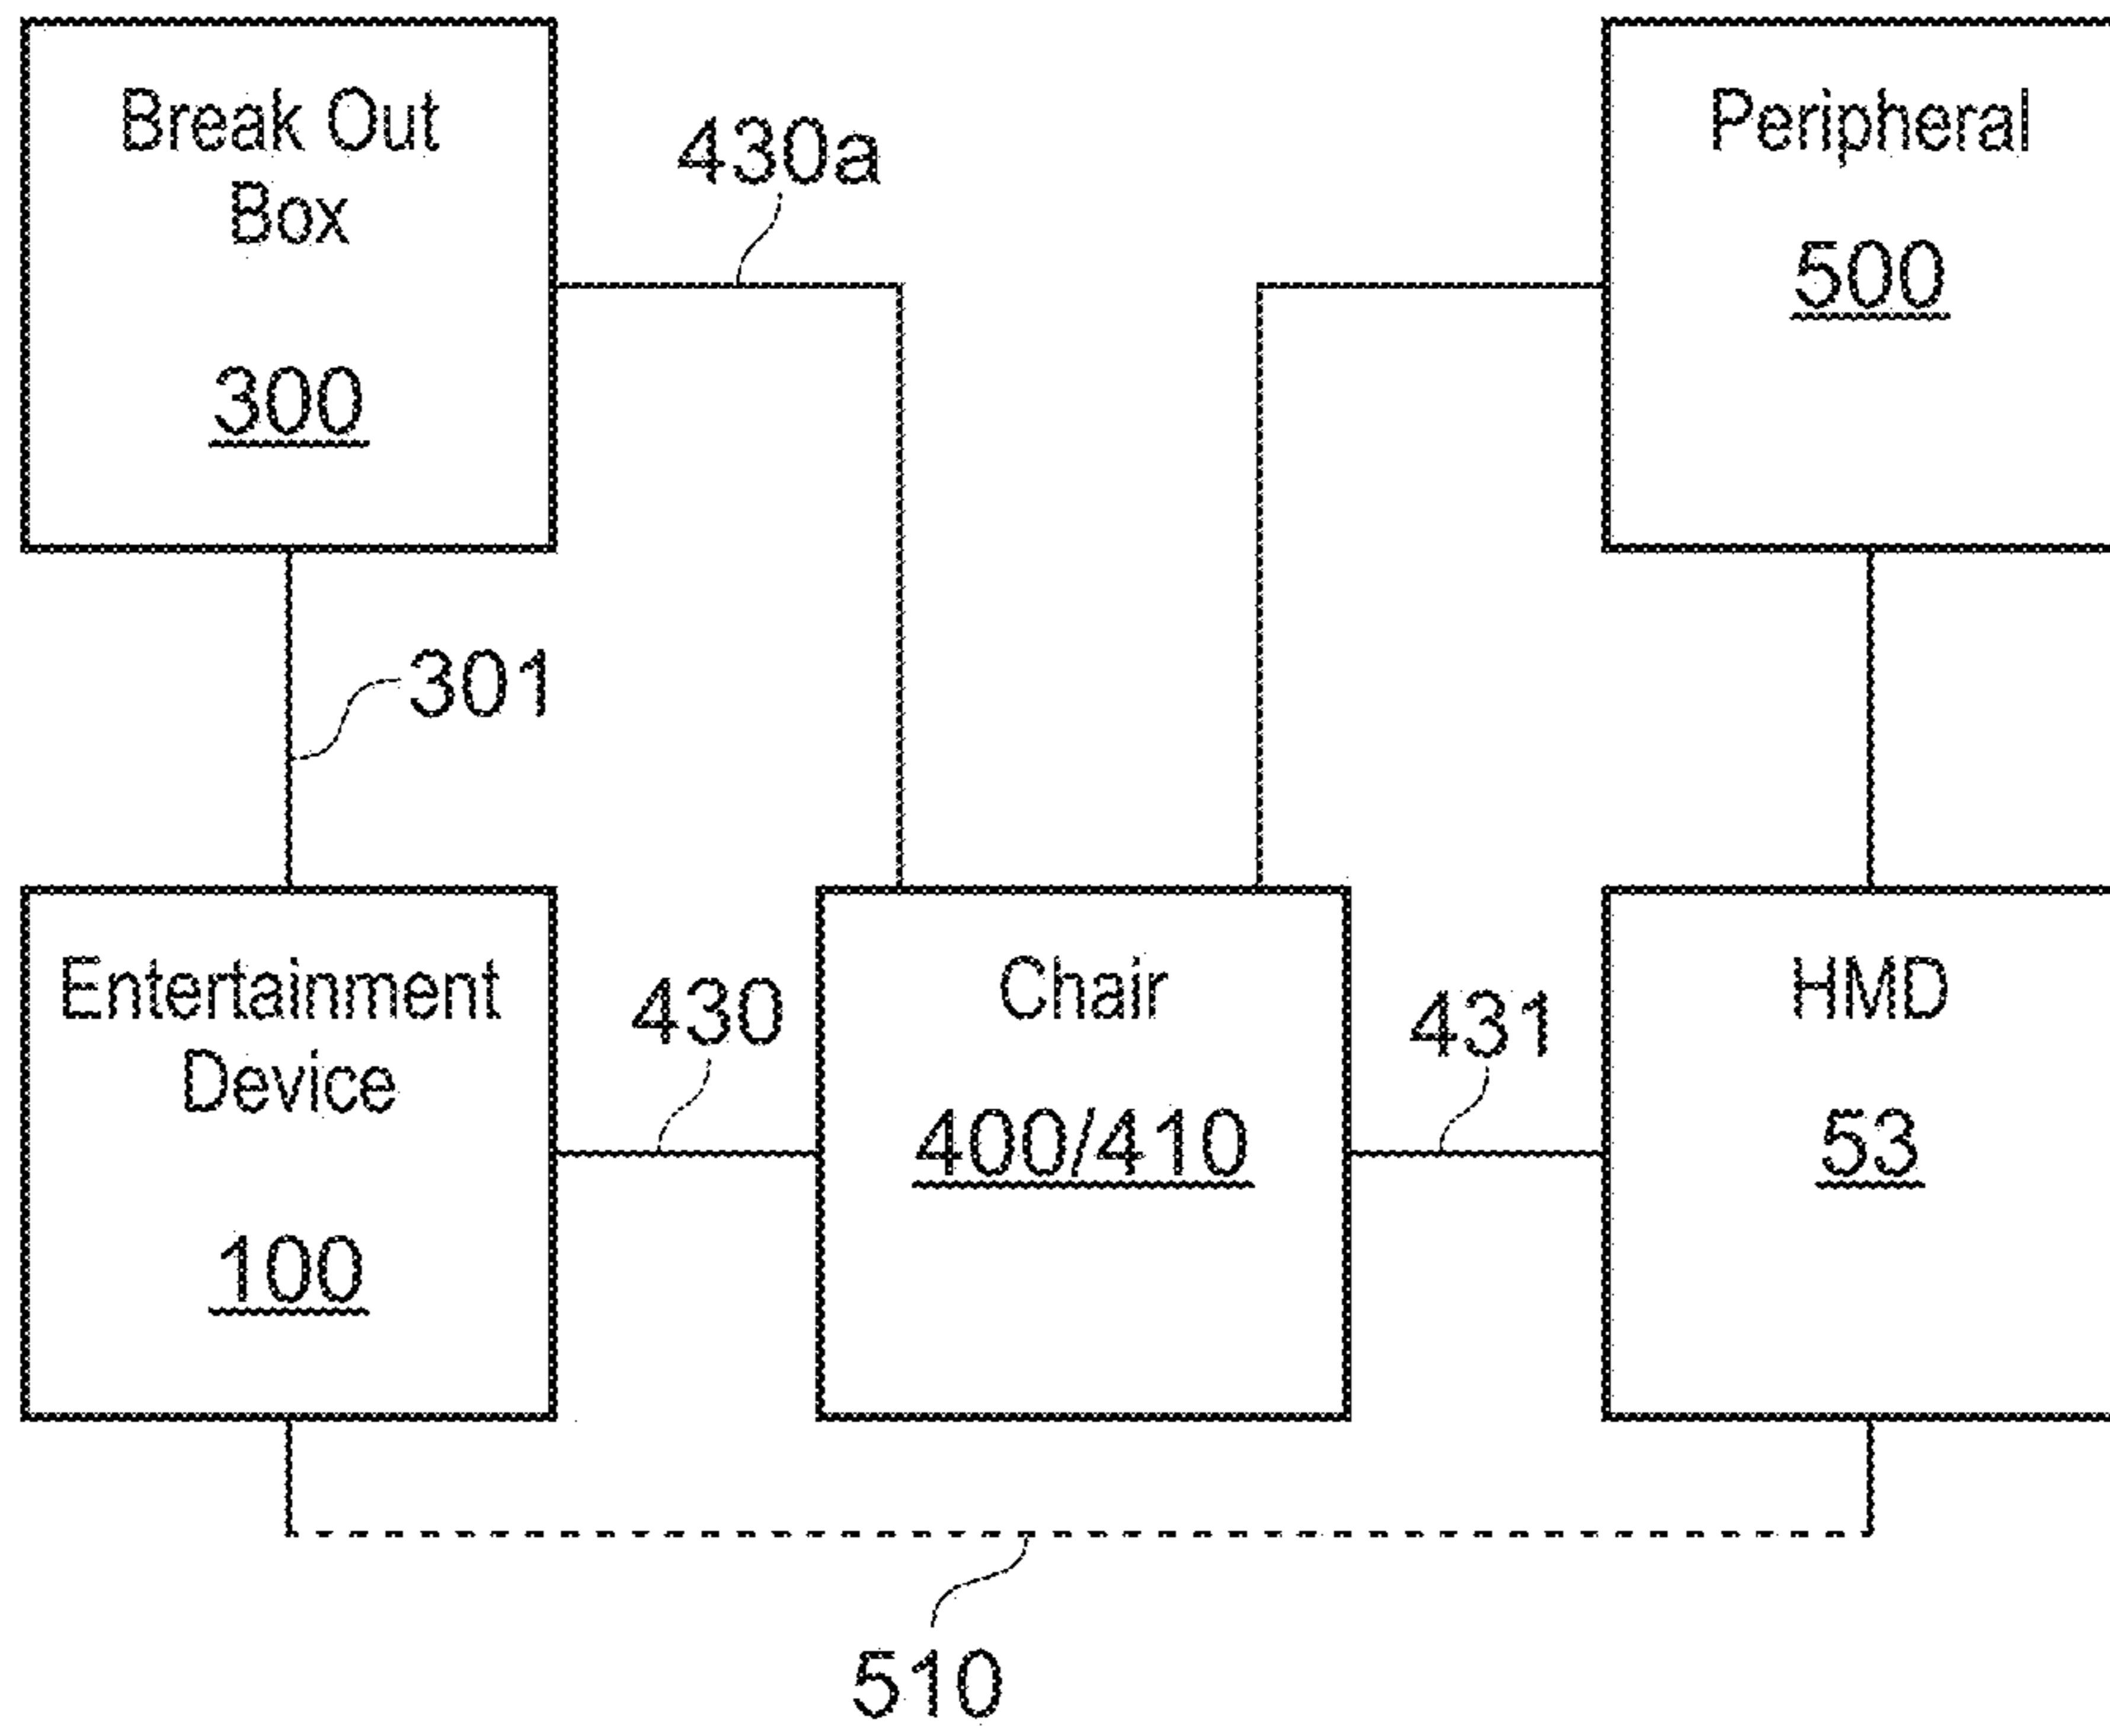 Break Out
Box
300
430a
Peripheral
500
301
Entertainment
Device
100
430
Chair
400/410
431
HMD
53
510